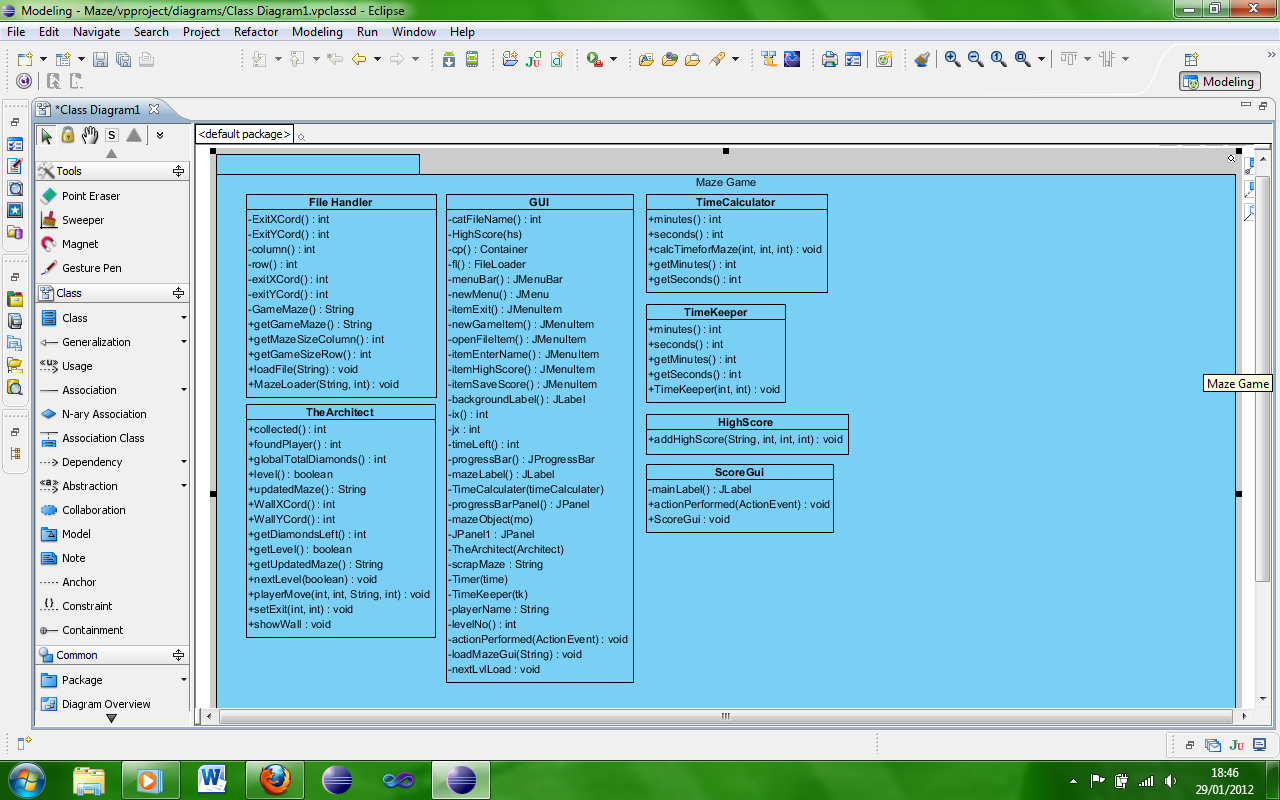 Modeling - Maze/vpproject/diagrams/Class Diagram1.vpclassd - Eclipse
File Edit Navigate Search Project Refactor Modeling Run Window Help
Modeling
*Class Diagram1
S
<default package>
Tools
Point Eraser
Sweeper
Magnet
Gesture Pen
Class
Class
Generalization
Usage
Association
N-ary Association
Association Class
Dependency
Abstraction
Collaboration
Model
Note
Anchor
Constraint
Containment
Common
Package
Diagram Overview
Maze Game
File Handler
-ExitXCord() : int
-ExitYCord() : int
-column() : int
-row() : int
-exitXCord() : int
-exitYCord() : int
-GameMaze() : String
+getGameMaze() : String
+getMazeSizeColumn() : int
+getGameSizeRow() : int
+loadFile(String) : void
+MazeLoader(String, int) : void
TheArchitect
+collected() : int
+foundPlayer() : int
+globalTotalDiamonds() : int
+level() : boolean
+updatedMaze() : String
+WallXCord() : int
+WallYCord() : int
+getDiamondsLeft() : int
+getLevel() : boolean
+getUpdatedMaze() : String
+nextLevel(boolean) : void
+playerMove(int, int, String, int) : void
+setExit(int, int) : void
+showWall : void
GUI
-catFileName() : int
-HighScore(hs)
-cp() : Container
-fl() : FileLoader
-menuBar() : JMenuBar
-newMenu() : JMenu
-itemExit() : JMenuItem
-newGameItem() : JMenuItem
-openFileItem() : JMenuItem
-itemEnterName() : JMenuItem
-itemHighScore() : JMenuItem
-itemSaveScore() : JMenuItem
-backgroundLabel() : JLabel
-ix() : int
-jx : int
-timeLeft() : int
-progressBar() : JProgressBar
-mazeLabel() : JLabel
-TimeCalculater(timeCalculater)
-progressBarPanel() : JPanel
-mazeObject(mo)
-JPanel1 : JPanel
-TheArchitect(Architect)
-scrapMaze : String
-Timer(time)
-TimeKeeper(tk)
-playerName : String
-levelNo() : int
-actionPerformed(ActionEvent) : void
-loadMazeGui(String) : void
-nextLvlLoad : void
TimeCalculator
+minutes() : int
+seconds() : int
+calcTimeforMaze(int, int, int) : void
+getMinutes() : int
+getSeconds() : int
TimeKeeper
+minutes() : int
+seconds() : int
+getMinutes() : int
+getSeconds() : int
+TimeKeeper(int, int) : void
HighScore
+addHighScore(String, int, int, int) : void
ScoreGui
-mainLabel() : JLabel
+actionPerformed(ActionEvent) : void
+ScoreGui : void
Maze Game
18:46
29/01/2012